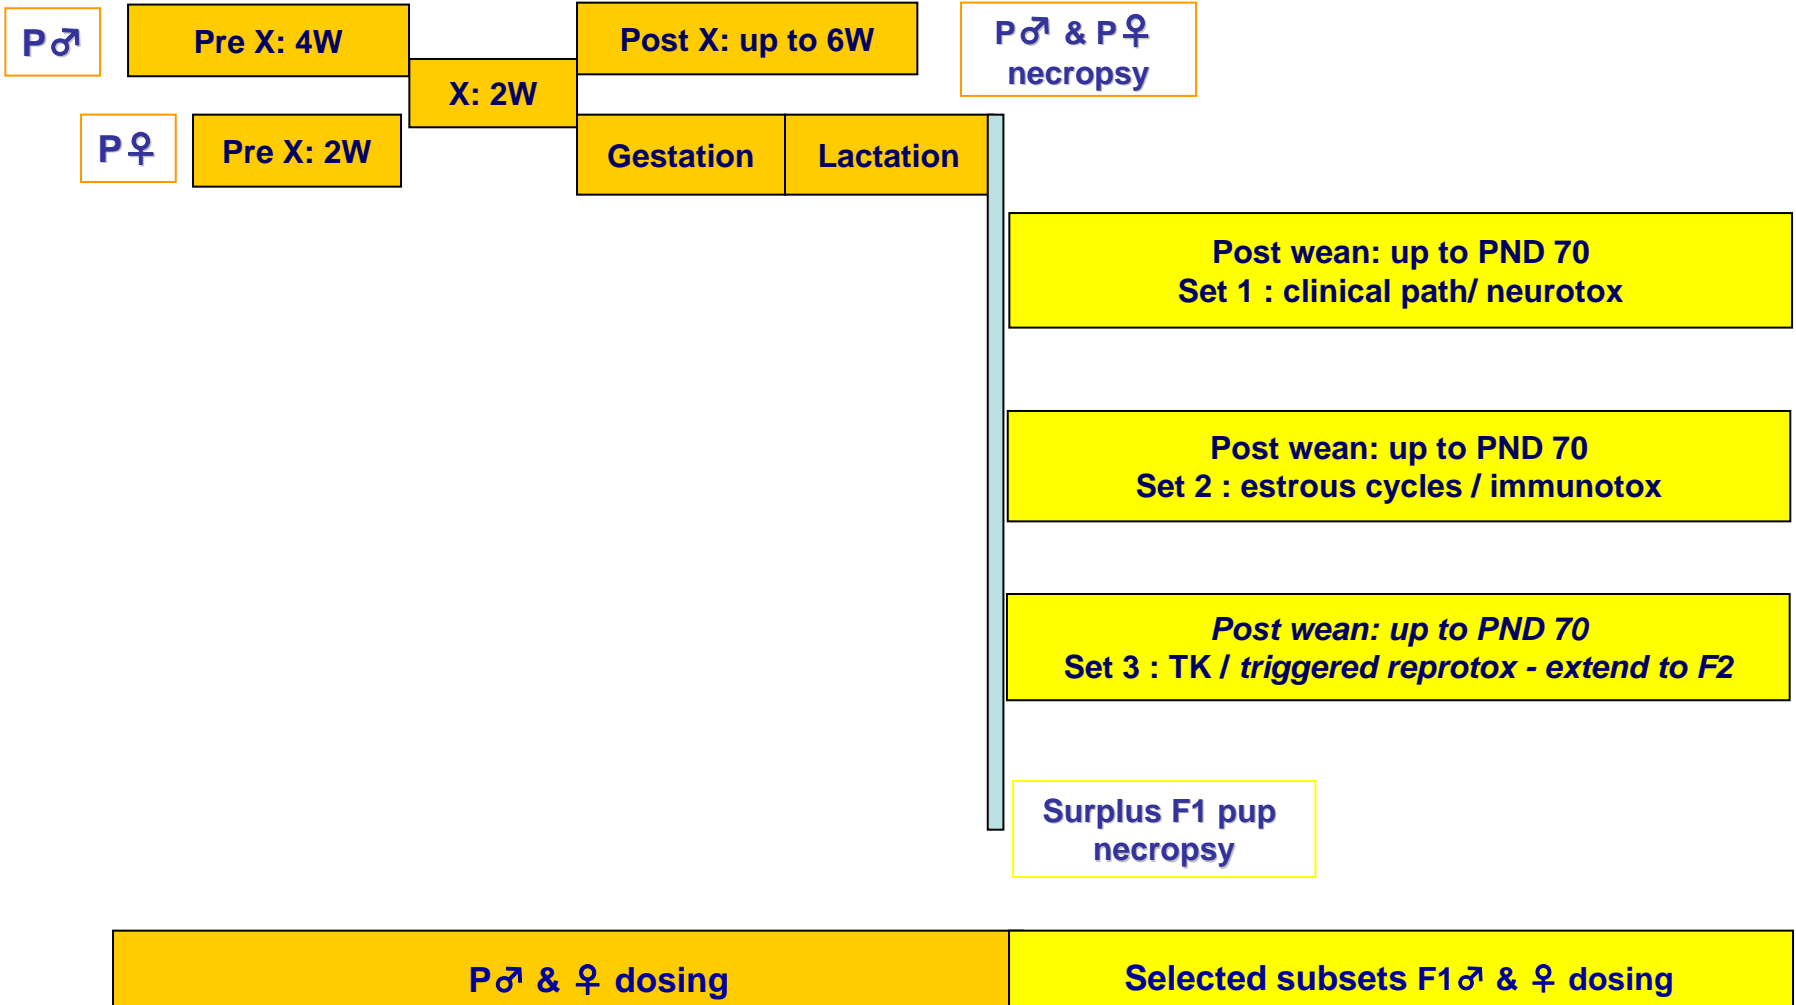 P♂
Pre X: 4W
Post X: up to 6W
P♂ & P♀
necropsy
X: 2W
P♀
Pre X: 2W
Gestation
Lactation
Post wean: up to PND 70
Set 1 : clinical path/ neurotox
Post wean: up to PND 70
Set 2 : estrous cycles / immunotox
Post wean: up to PND 70
Set 3 : TK / triggered reprotox - extend to F2
Surplus F1 pup
necropsy
P♂ & ♀ dosing
Selected subsets F1♂ & ♀ dosing